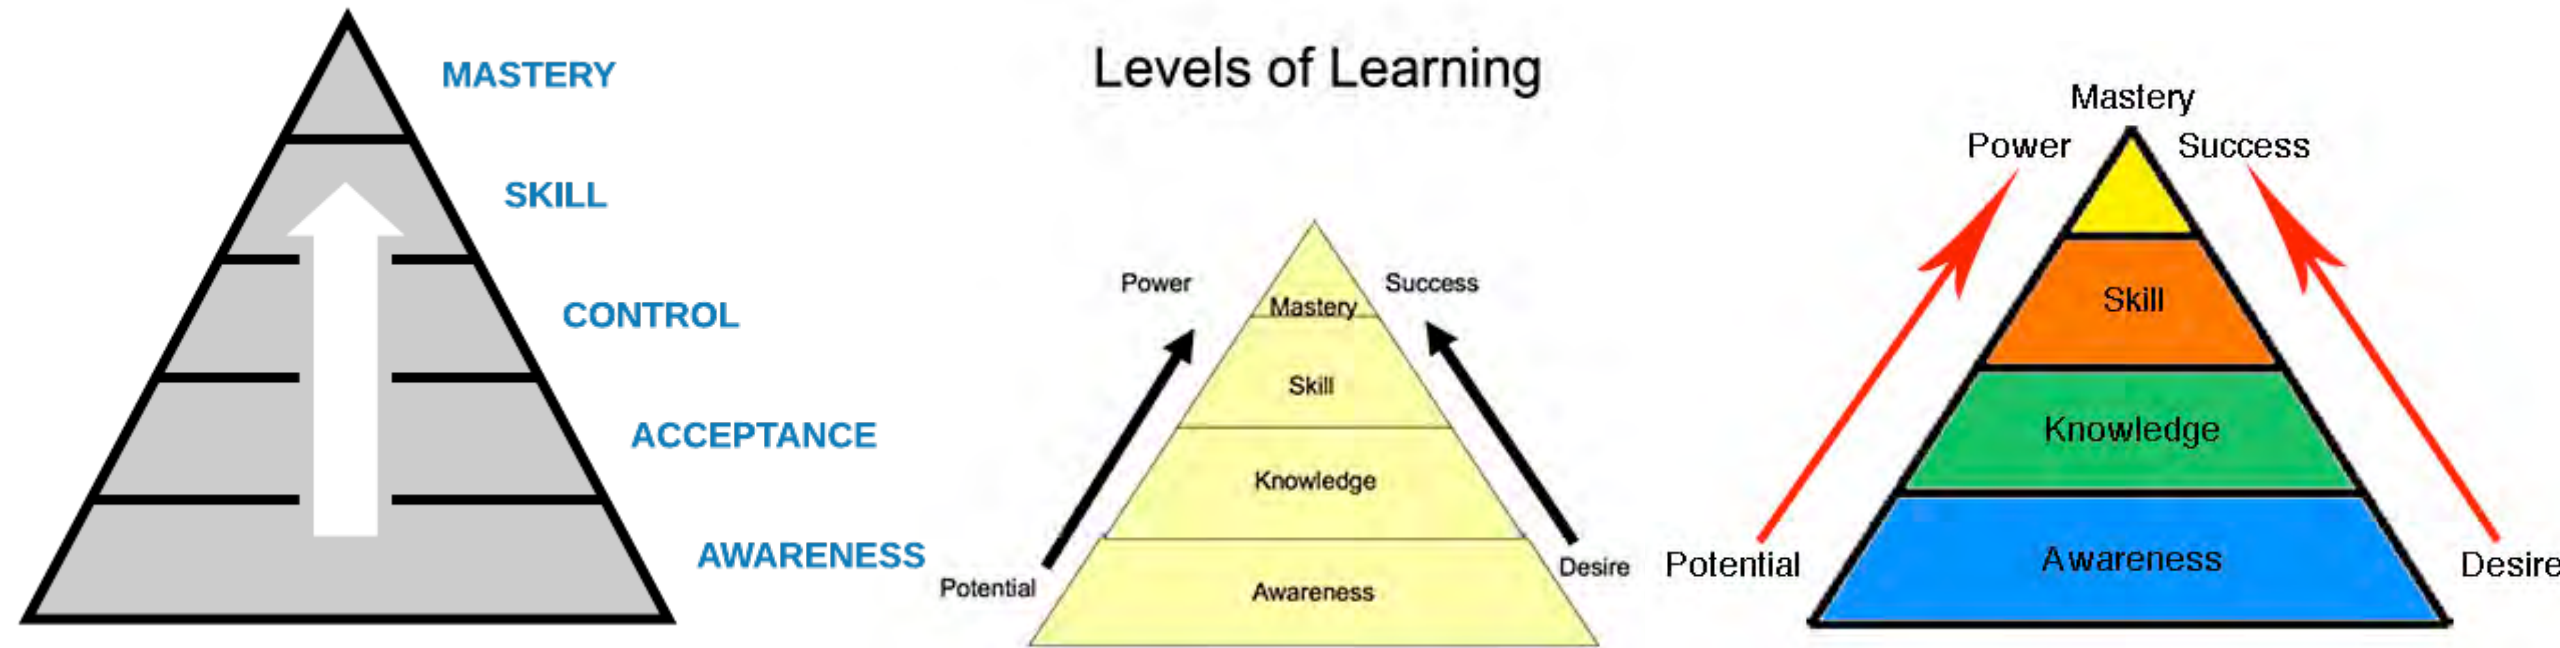 MASTERY
SKILL
CONTROL
ACCEPTANCE
AWARENESS
Levels of Learning
Power
Success
Mastery
Skill
Knowledge
Potential
Desire
Awareness
Mastery
Power
Success
Skill
Knowledge
Potential
Awareness
Desire